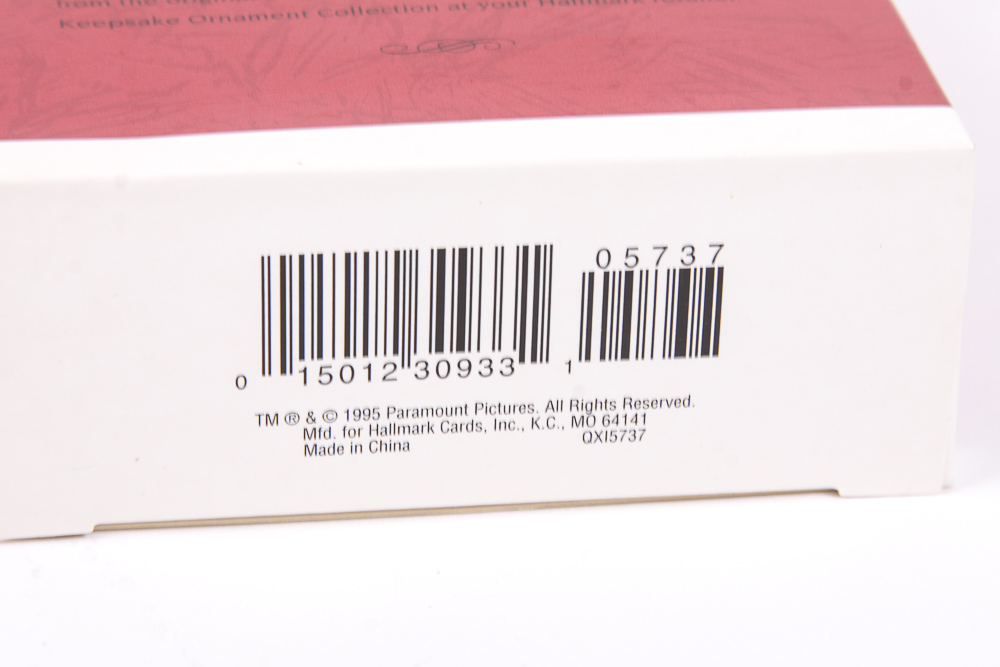 Keepsake Ornament Collection at your Hallmark
05737
0 15012 30933 1
TM ® & © 1995 Paramount Pictures. All Rights Reserved.
Mfd. for Hallmark Cards, Inc., K.C., MO 64141
Made in China
QXI5737